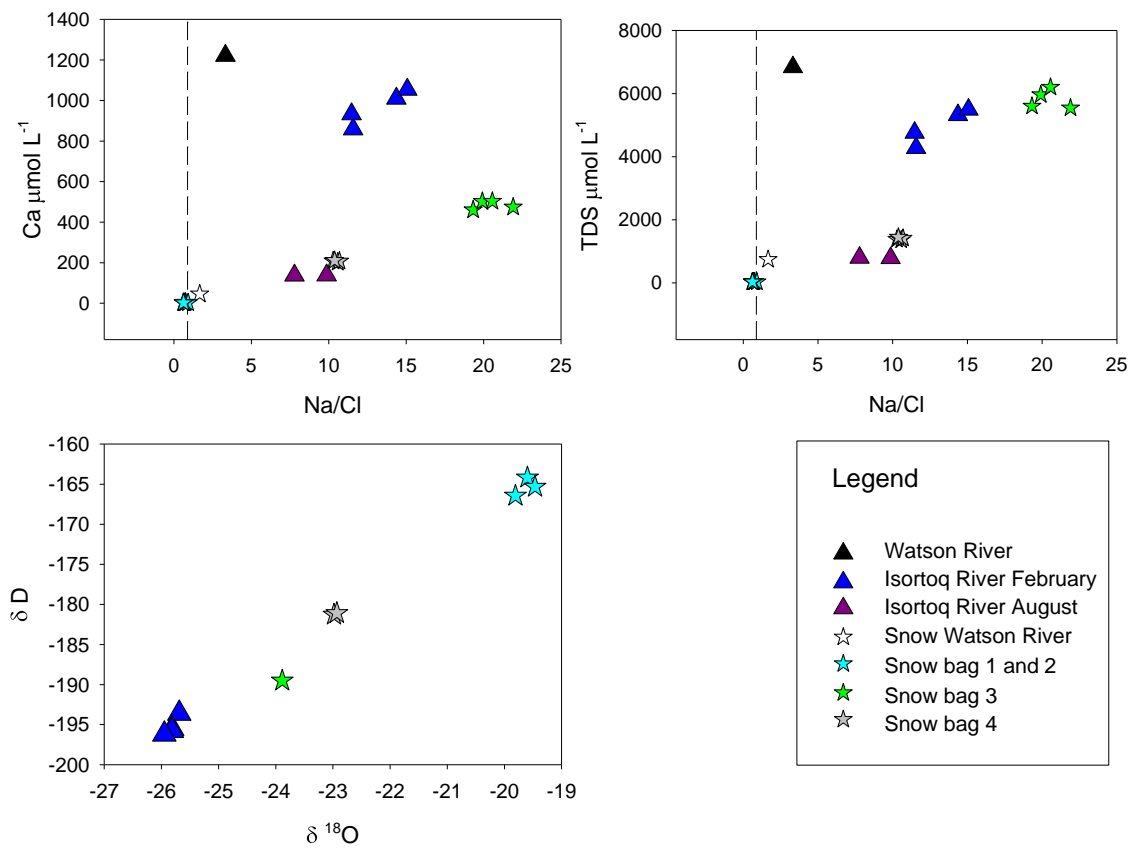 1400
1200
1000
800
600
400
200
0
Ca μmol L⁻¹
0 5 10 15 20 25
Na/Cl
8000
6000
4000
2000
0
TDS μmol L⁻¹
0 5 10 15 20 25
Na/Cl
-160
-165
-170
-175
-180
-185
-190
-195
-200
δ D
-27 -26 -25 -24 -23 -22 -21 -20 -19
δ ¹⁸O
Legend
Watson River
Isortoq River February
Isortoq River August
Snow Watson River
Snow bag 1 and 2
Snow bag 3
Snow bag 4